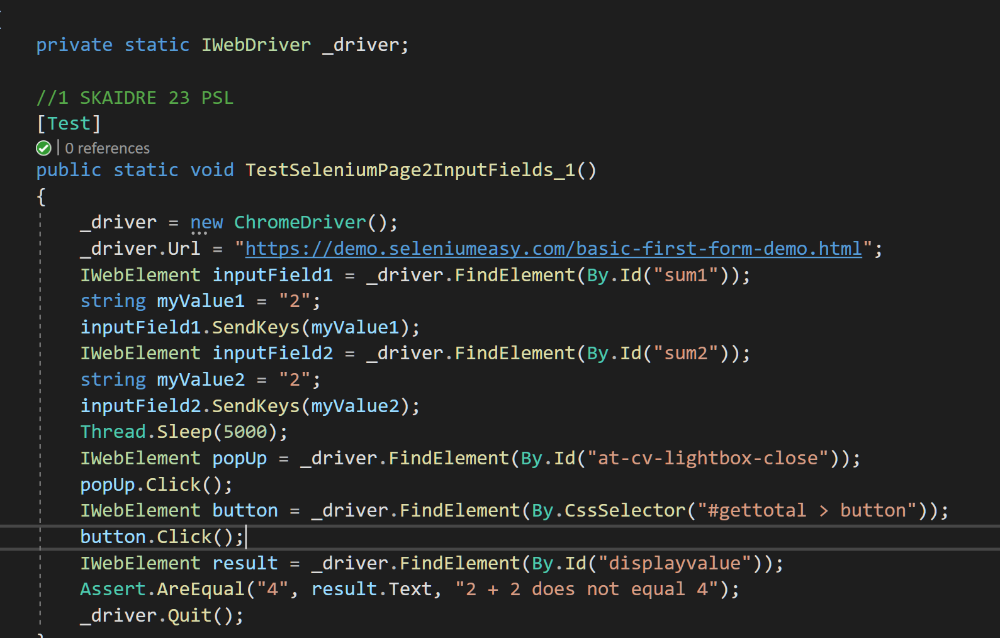 private static IWebDriver _driver;
//1 SKAIDRE 23 PSL
[Test]
| 0 references
public static void TestSeleniumPage2InputFields_1()
{
_driver = new ChromeDriver();
_driver.Url = "https://demo.seleniumeasy.com/basic-first-form-demo.html";
IWebElement inputField1 = _driver.FindElement(By.Id("sum1"));
string myValue1 = "2";
inputField1.SendKeys(myValue1);
IWebElement inputField2 = _driver.FindElement(By.Id("sum2"));
string myValue2 = "2";
inputField2.SendKeys(myValue2);
Thread.Sleep(5000);
IWebElement popUp = _driver.FindElement(By.Id("at-cv-lightbox-close"));
popUp.Click();
IWebElement button = _driver.FindElement(By.CssSelector("#gettotal > button"));
button.Click();
IWebElement result = _driver.FindElement(By.Id("displayvalue"));
Assert.AreEqual("4", result.Text, "2 + 2 does not equal 4");
_driver.Quit();